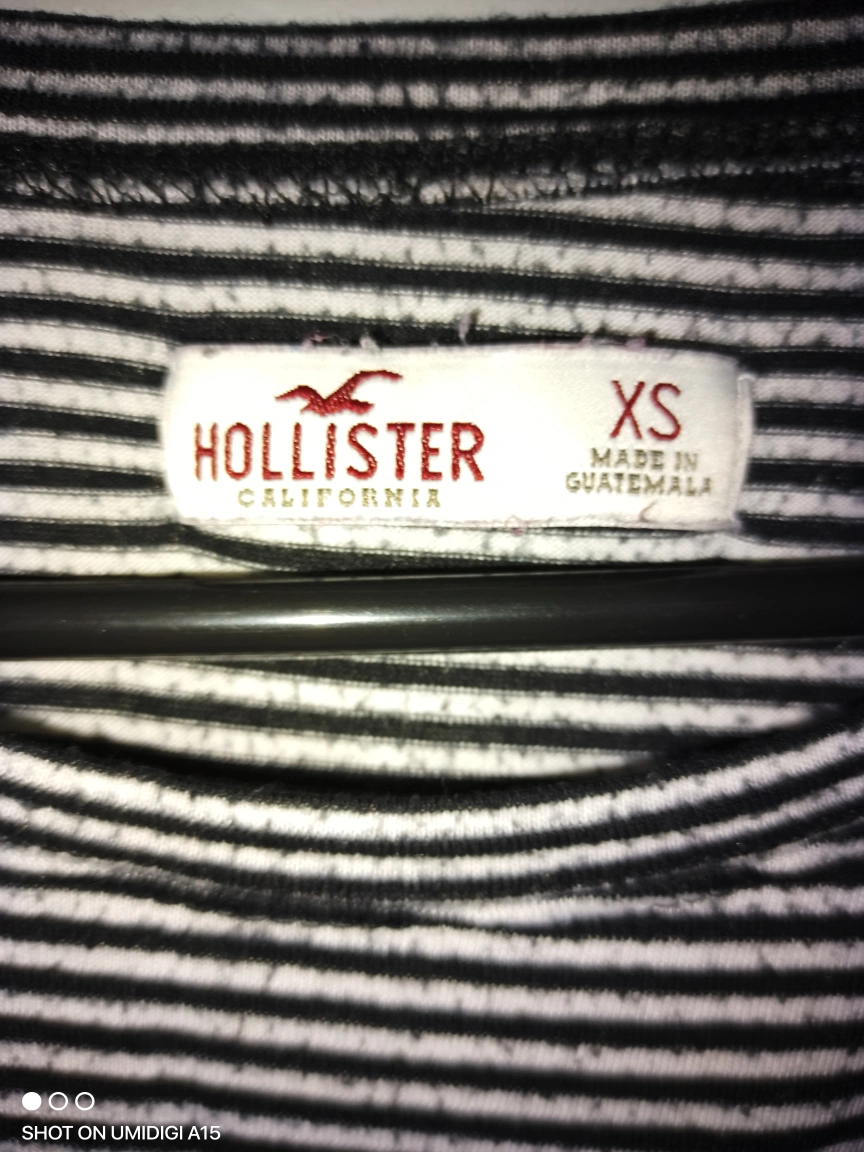 HOLLISTER
CALIFORNIA
XS
MADE IN
GUATEMALA
SHOT ON UMIDIGI A15